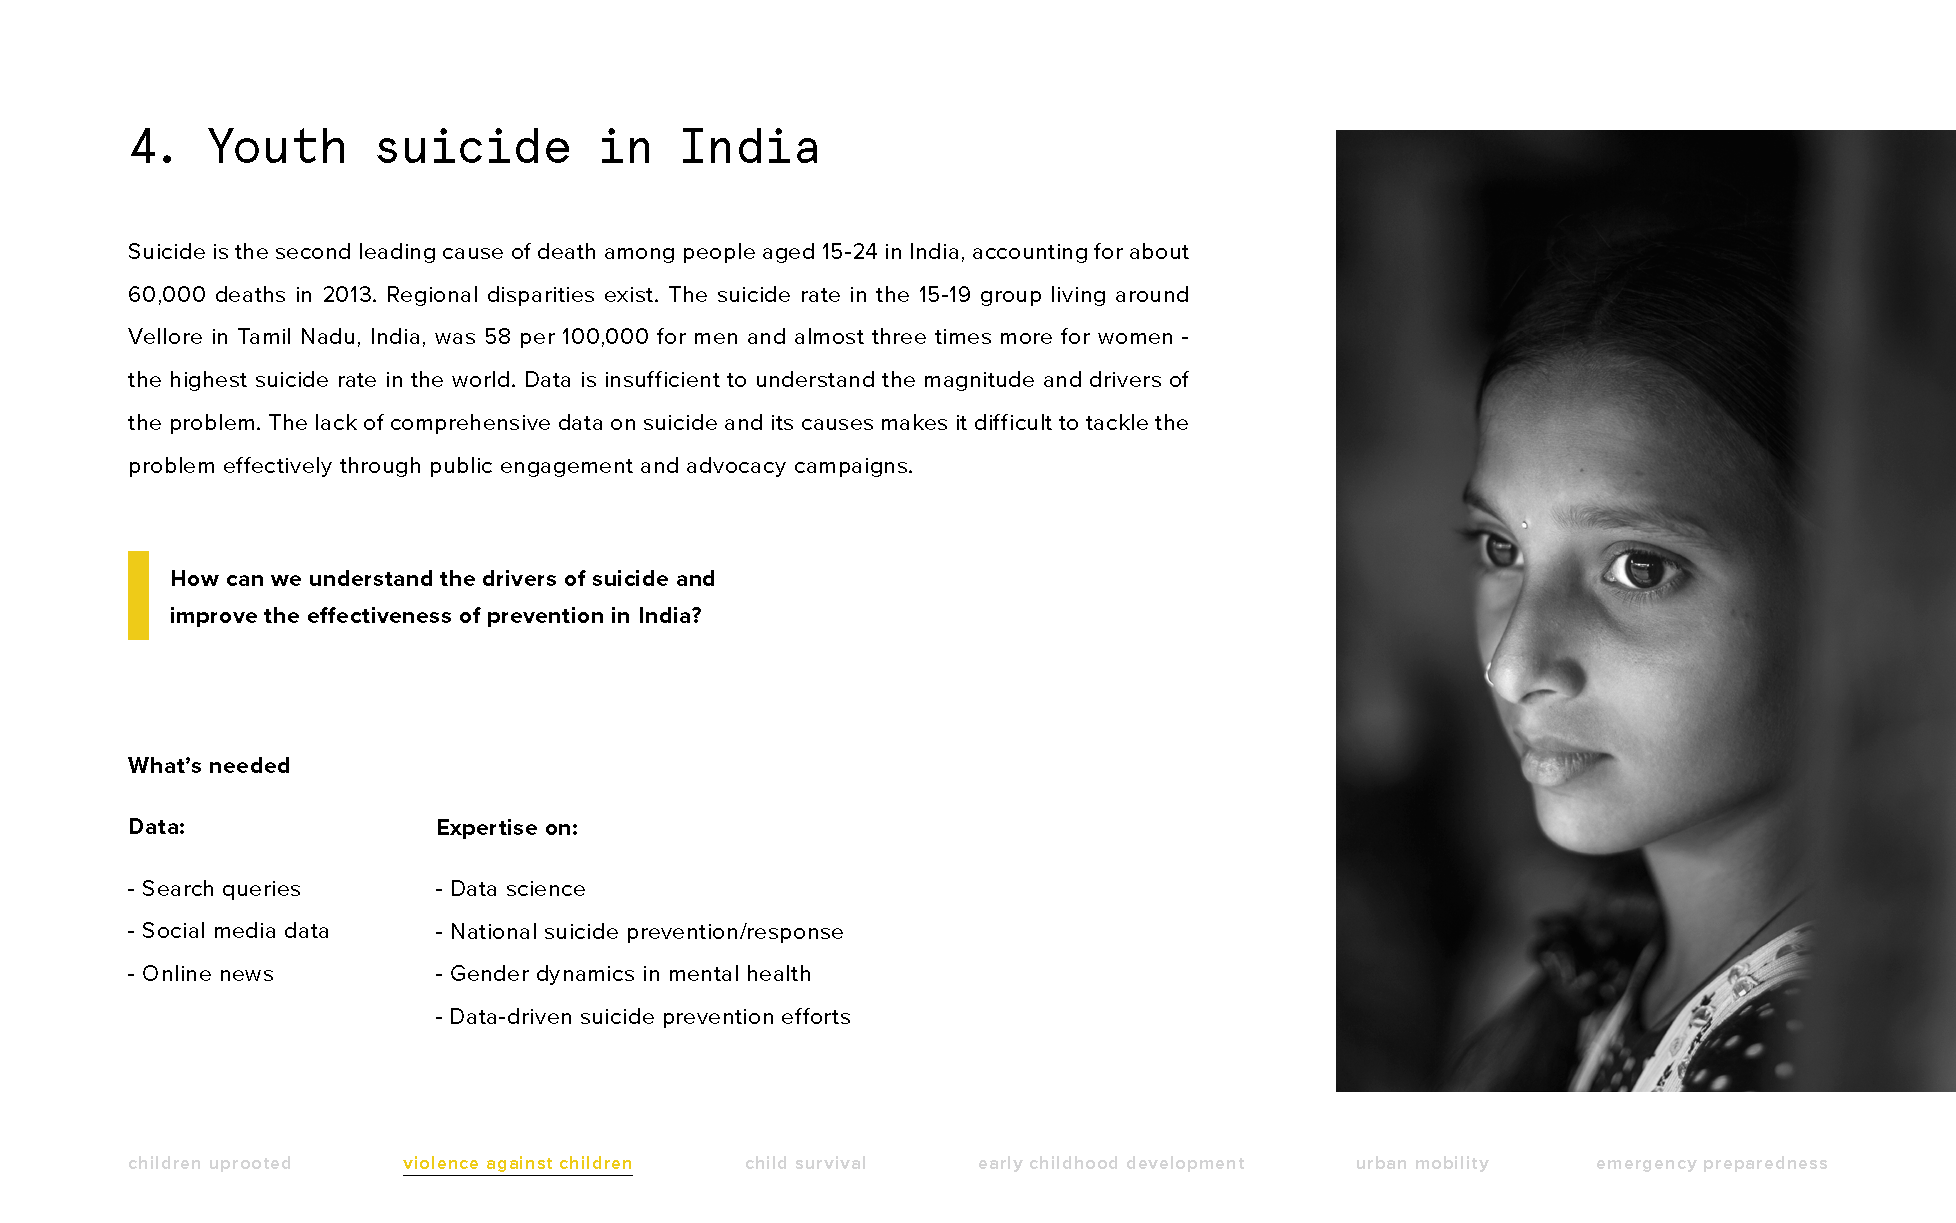 4. Youth suicide in India
Suicide is the second leading cause of death among people aged 15-24 in India, accounting for about
60,000 deaths in 2013. Regional disparities exist. The suicide rate in the 15-19 group living around
Vellore in Tamil Nadu, India, was 58 per 100,000 for men and almost three times more for women -
the highest suicide rate in the world. Data is insufficient to understand the magnitude and drivers of
the problem. The lack of comprehensive data on suicide and its causes makes it difficult to tackle the
problem effectively through public engagement and advocacy campaigns.
How can we understand the drivers of suicide and
improve the effectiveness of prevention in India?
What’s needed
Data:
- Search queries
- Social media data
- Online news
Expertise on:
- Data science
- National suicide prevention/response
- Gender dynamics in mental health
- Data-driven suicide prevention efforts
children uprooted
violence against children
child survival
early childhood development
urban mobility
emergency preparedness